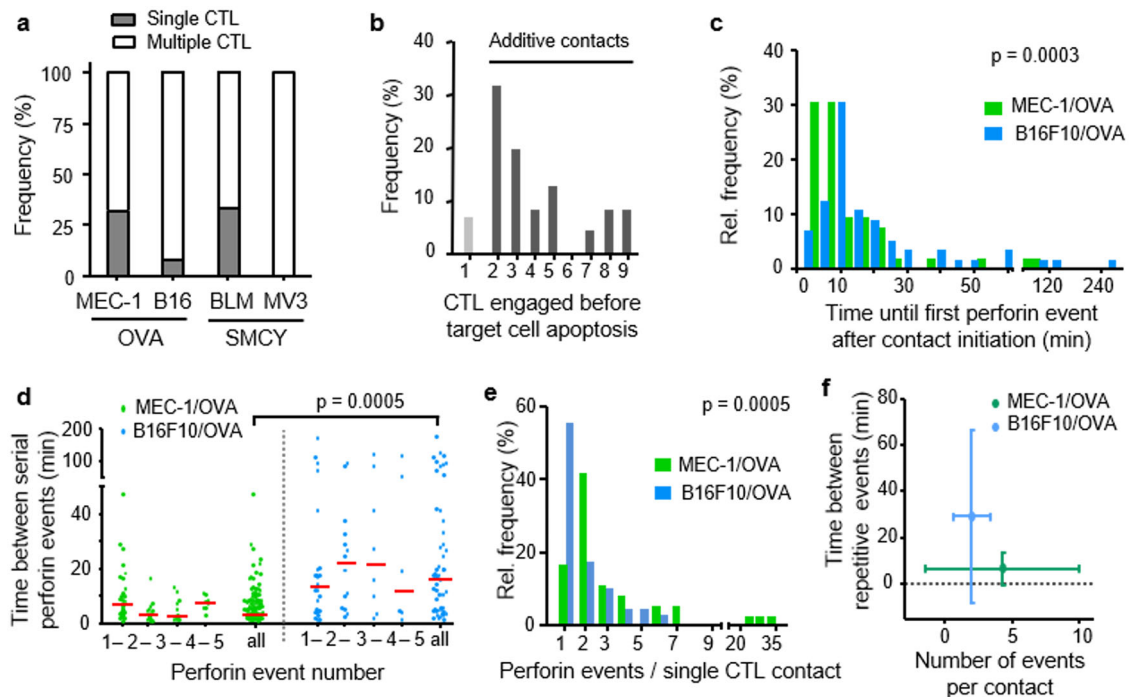 a
Single CTL
Multiple CTL
Frequency (%)
100
75
50
25
0
MEC-1 B16 BLM MV3
OVA SMCY
b
Additive contacts
Frequency (%)
40
30
20
10
0
1 2 3 4 5 6 7 8 9
CTL engaged before
target cell apoptosis
c
p = 0.0003
MEC-1/OVA
B16F10/OVA
Rel. frequency (%)
40
30
20
10
0
0 10 30 50 120 240
Time until first perforin event
after contact initiation (min)
d
MEC-1/OVA
B16F10/OVA
p = 0.0005
Time between serial
perforin events (min)
200
100
40
20
0
1 – 2 – 3 – 4 – 5 all 1 – 2 – 3 – 4 – 5 all
Perforin event number
e
p = 0.0005
MEC-1/OVA
B16F10/OVA
Rel. frequency (%)
60
40
20
0
1 2 3 5 7 9 20 35
Perforin events / single CTL contact
f
MEC-1/OVA
B16F10/OVA
Time between
repetitive events (min)
80
60
40
20
0
0 5 10
Number of events
per contact